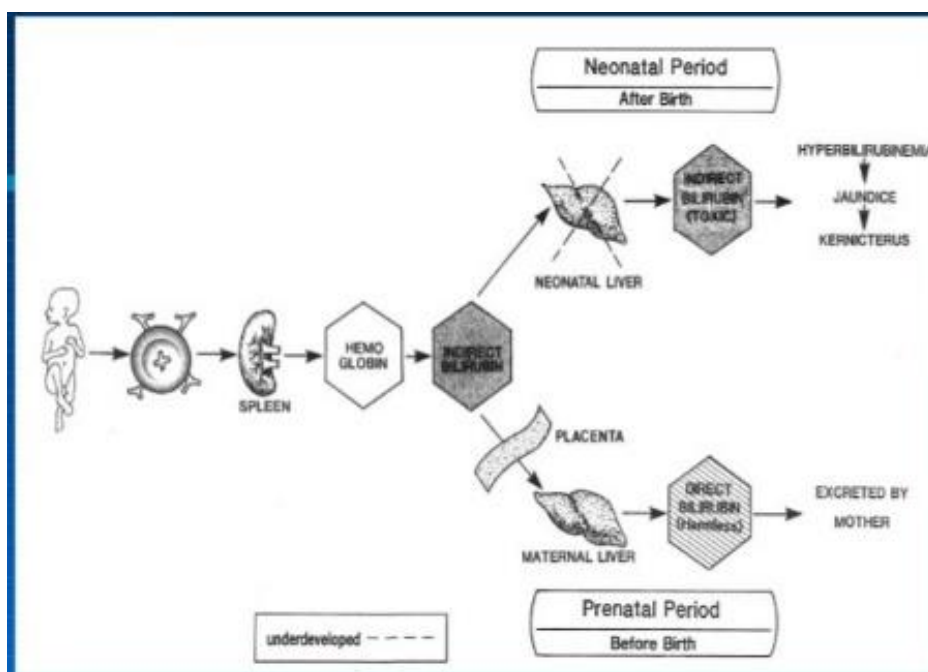 Neonatal Period
After Birth
HYPERBILIRUBINEMIA
JAUNDICE
KERNICTERUS
INDIRECT
BILIRUBIN
(TOXIC)
NEONATAL LIVER
HEMO
GLOBIN
INDIRECT
BILIRUBIN
SPLEEN
PLACENTA
DIRECT
BILIRUBIN
(Harmless)
EXCRETED BY
MOTHER
MATERNAL LIVER
Prenatal Period
Before Birth
underdeveloped